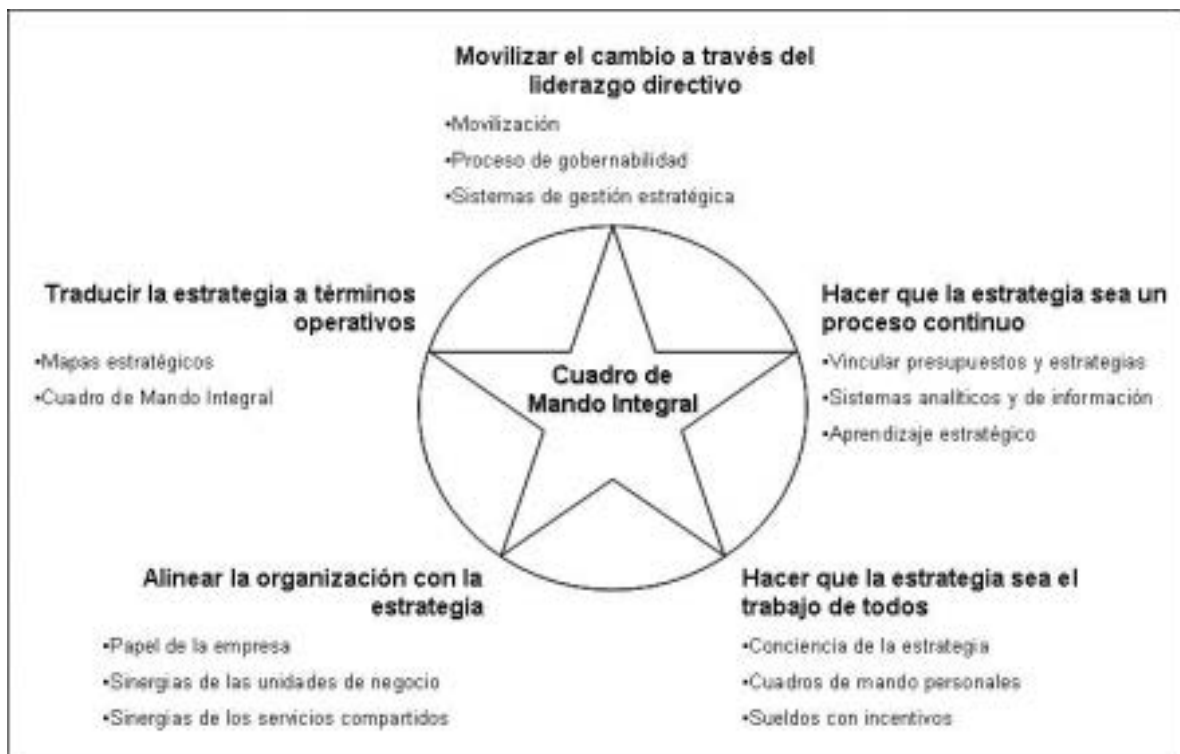 Movilizar el cambio a través del
liderazgo directivo
•Movilización
•Proceso de gobernabilidad
•Sistemas de gestión estratégica
Traducir la estrategia a términos
operativos
•Mapas estratégicos
•Cuadro de Mando Integral
Cuadro de
Mando Integral
Hacer que la estrategia sea un
proceso continuo
•Vincular presupuestos y estrategias
•Sistemas analíticos y de información
•Aprendizaje estratégico
Alinear la organización con la
estrategia
•Papel de la empresa
•Sinergias de las unidades de negocio
•Sinergias de los servicios compartidos
Hacer que la estrategia sea el
trabajo de todos
•Conciencia de la estrategia
•Cuadros de mando personales
•Sueldos con incentivos